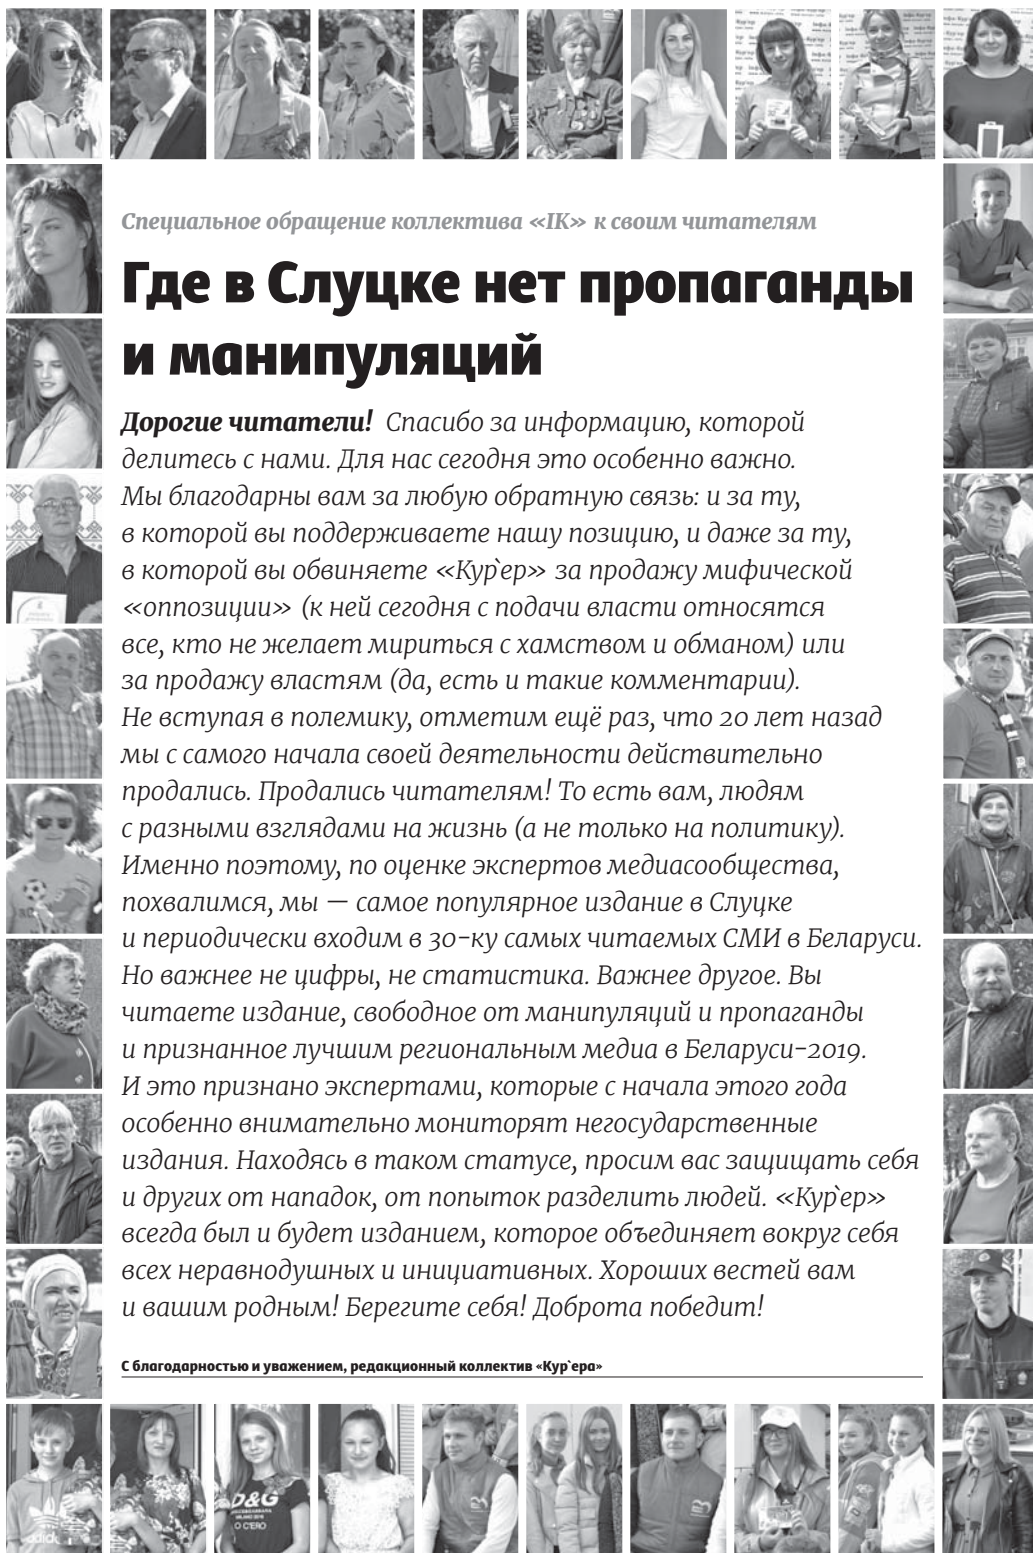 Специальное обращение коллектива «IK» к своим читателям
Где в Слуцке нет пропаганды
и манипуляций
Дорогие читатели! Спасибо за информацию, которой
делитесь с нами. Для нас сегодня это особенно важно.
Мы благодарны вам за любую обратную связь: и за ту,
в которой вы поддерживаете нашу позицию, и даже за ту,
в которой вы обвиняете «Кур`ер» за продажу мифической
«оппозиции» (к ней сегодня с подачи власти относятся
все, кто не желает мириться с хамством и обманом) или
за продажу властям (да, есть и такие комментарии).
Не вступая в полемику, отметим ещё раз, что 20 лет назад
мы с самого начала своей деятельности действительно
продались. Продались читателям! То есть вам, людям
с разными взглядами на жизнь (а не только на политику).
Именно поэтому, по оценке экспертов медиасообщества,
похвалимся, мы — самое популярное издание в Слуцке
и периодически входим в 30-ку самых читаемых СМИ в Беларуси.
Но важнее не цифры, не статистика. Важнее другое. Вы
читаете издание, свободное от манипуляций и пропаганды
и признанное лучшим региональным медиа в Беларуси-2019.
И это признано экспертами, которые с начала этого года
особенно внимательно мониторят негосударственные
издания. Находясь в таком статусе, просим вас защищать себя
и других от нападок, от попыток разделить людей. «Кур`ер»
всегда был и будет изданием, которое объединяет вокруг себя
всех неравнодушных и инициативных. Хороших вестей вам
и вашим родным! Берегите себя! Доброта победит!
С благодарностью и уважением, редакционный коллектив «Кур`ера»
D&G
MILANO